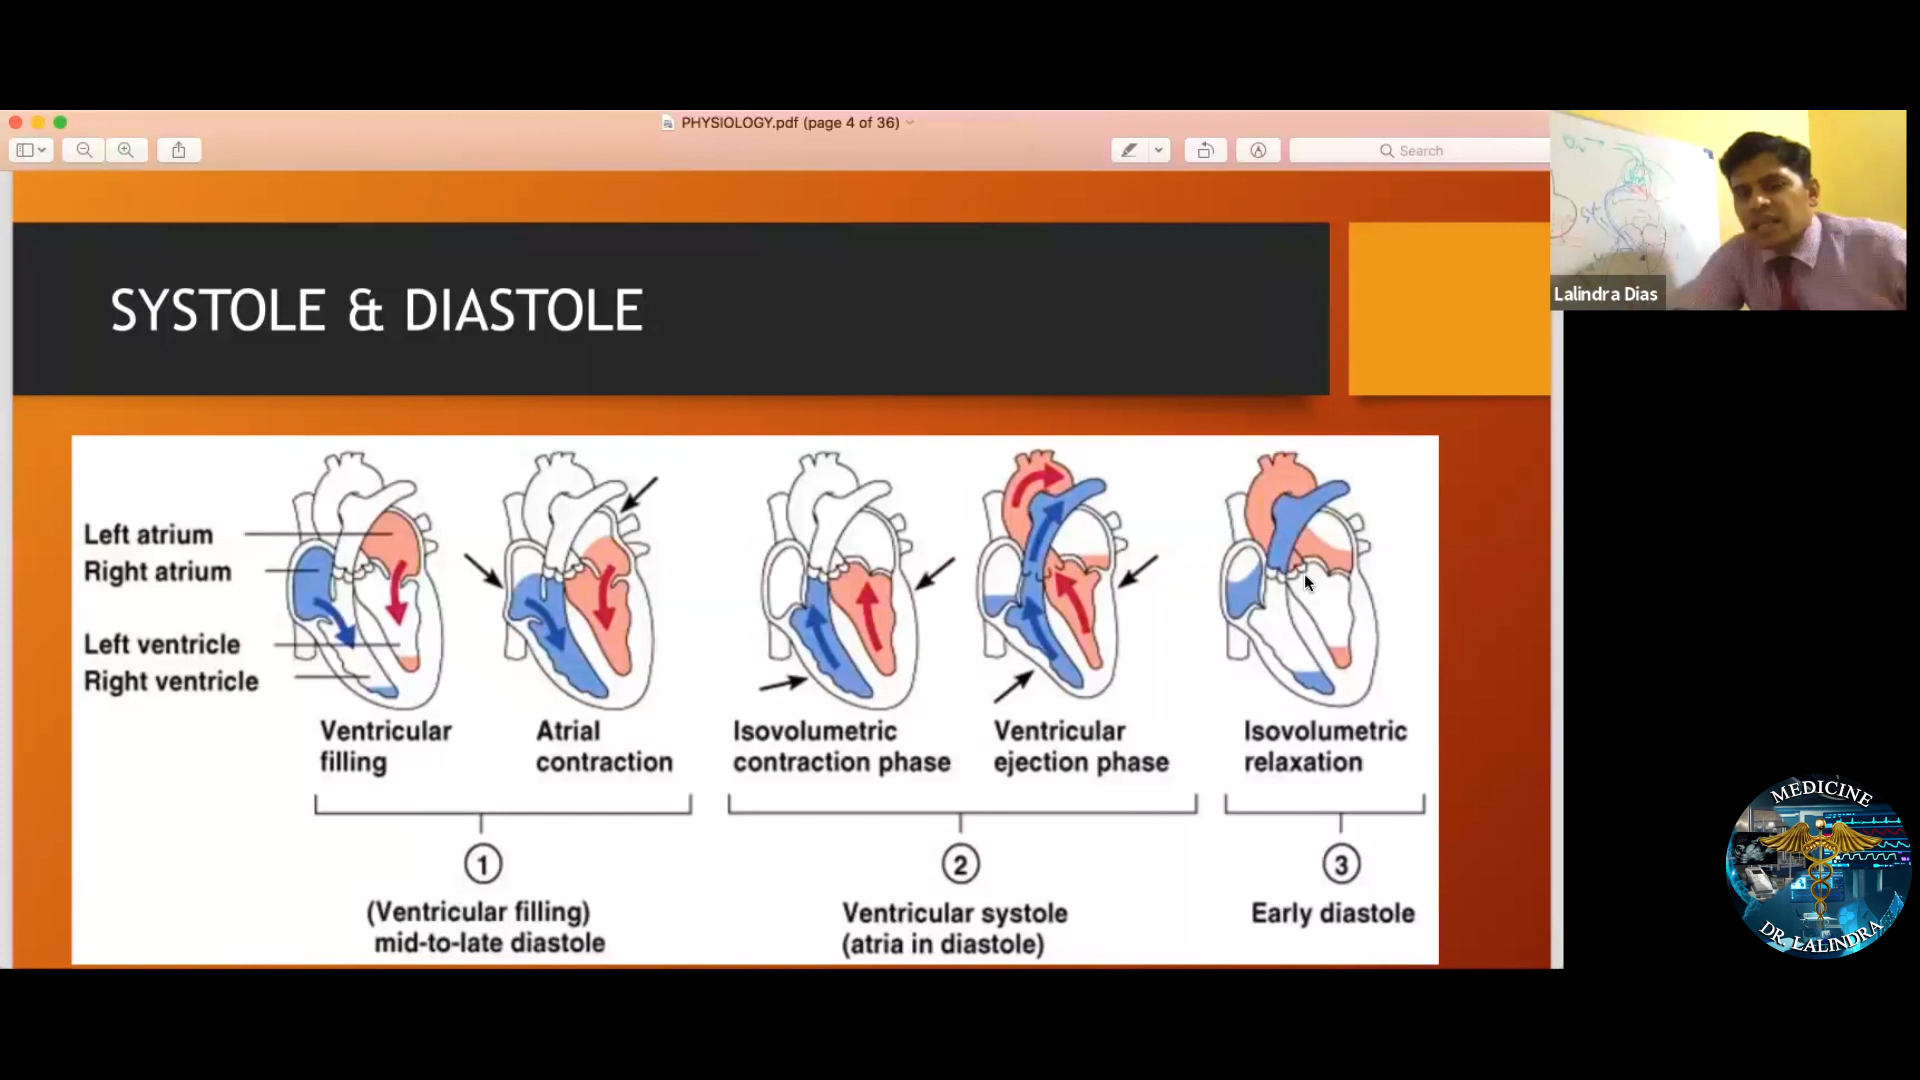 PHYSIOLOGY.pdf (page 4 of 36)
Search
Lalindra Dias
SYSTOLE & DIASTOLE
Left atrium
Right atrium
Left ventricle
Right ventricle
Ventricular
filling
Atrial
contraction
Isovolumetric
contraction phase
Ventricular
ejection phase
Isovolumetric
relaxation
1
2
3
(Ventricular filling)
mid-to-late diastole
Ventricular systole
(atria in diastole)
Early diastole
MEDICINE
DR. LALINDRA